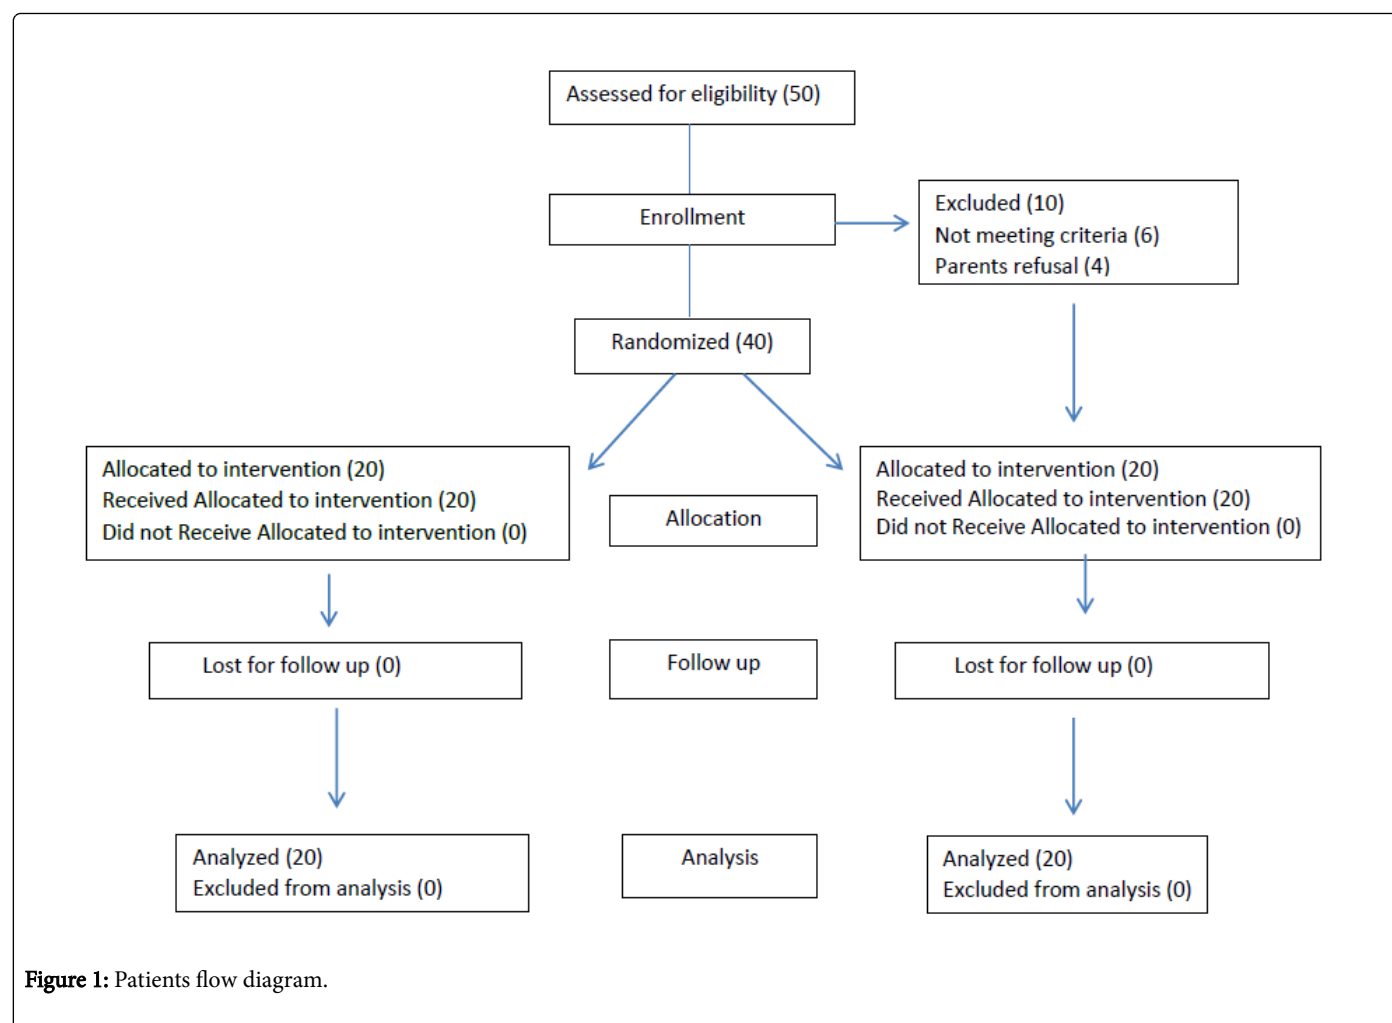 Assessed for eligibility (50)
Enrollment
Excluded (10)
Not meeting criteria (6)
Parents refusal (4)
Randomized (40)
Allocated to intervention (20)
Received Allocated to intervention (20)
Did not Receive Allocated to intervention (0)
Allocation
Allocated to intervention (20)
Received Allocated to intervention (20)
Did not Receive Allocated to intervention (0)
Lost for follow up (0)
Follow up
Lost for follow up (0)
Analyzed (20)
Excluded from analysis (0)
Analysis
Analyzed (20)
Excluded from analysis (0)
Figure 1: Patients flow diagram.